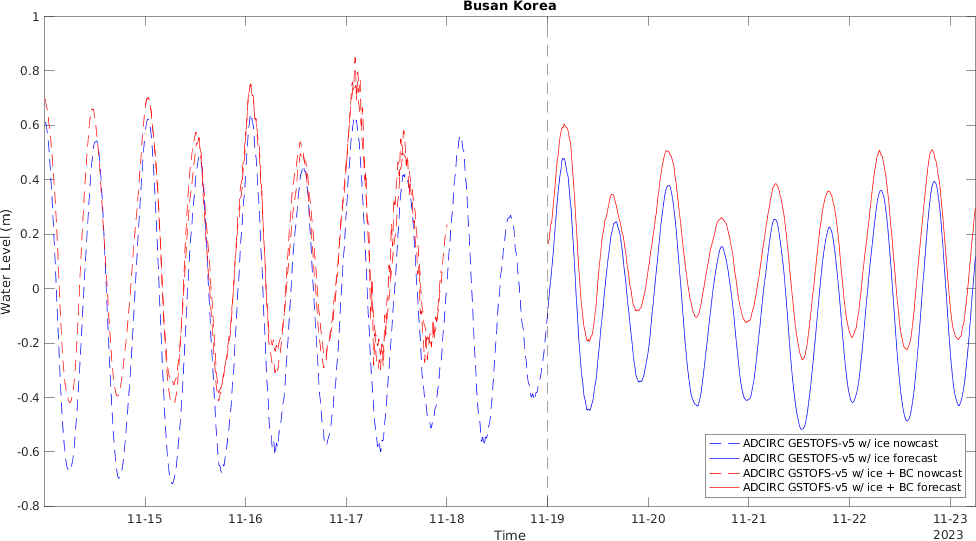 Busan Korea
Water Level (m)
1
0.8
0.6
0.4
0.2
0
-0.2
-0.4
-0.6
-0.8
11-15 11-16 11-17 11-18 11-19 11-20 11-21 11-22 11-23
Time
2023
ADCIRC GESTOFS-v5 w/ ice nowcast
ADCIRC GESTOFS-v5 w/ ice forecast
ADCIRC GSTOFS-v5 w/ ice + BC nowcast
ADCIRC GSTOFS-v5 w/ ice + BC forecast